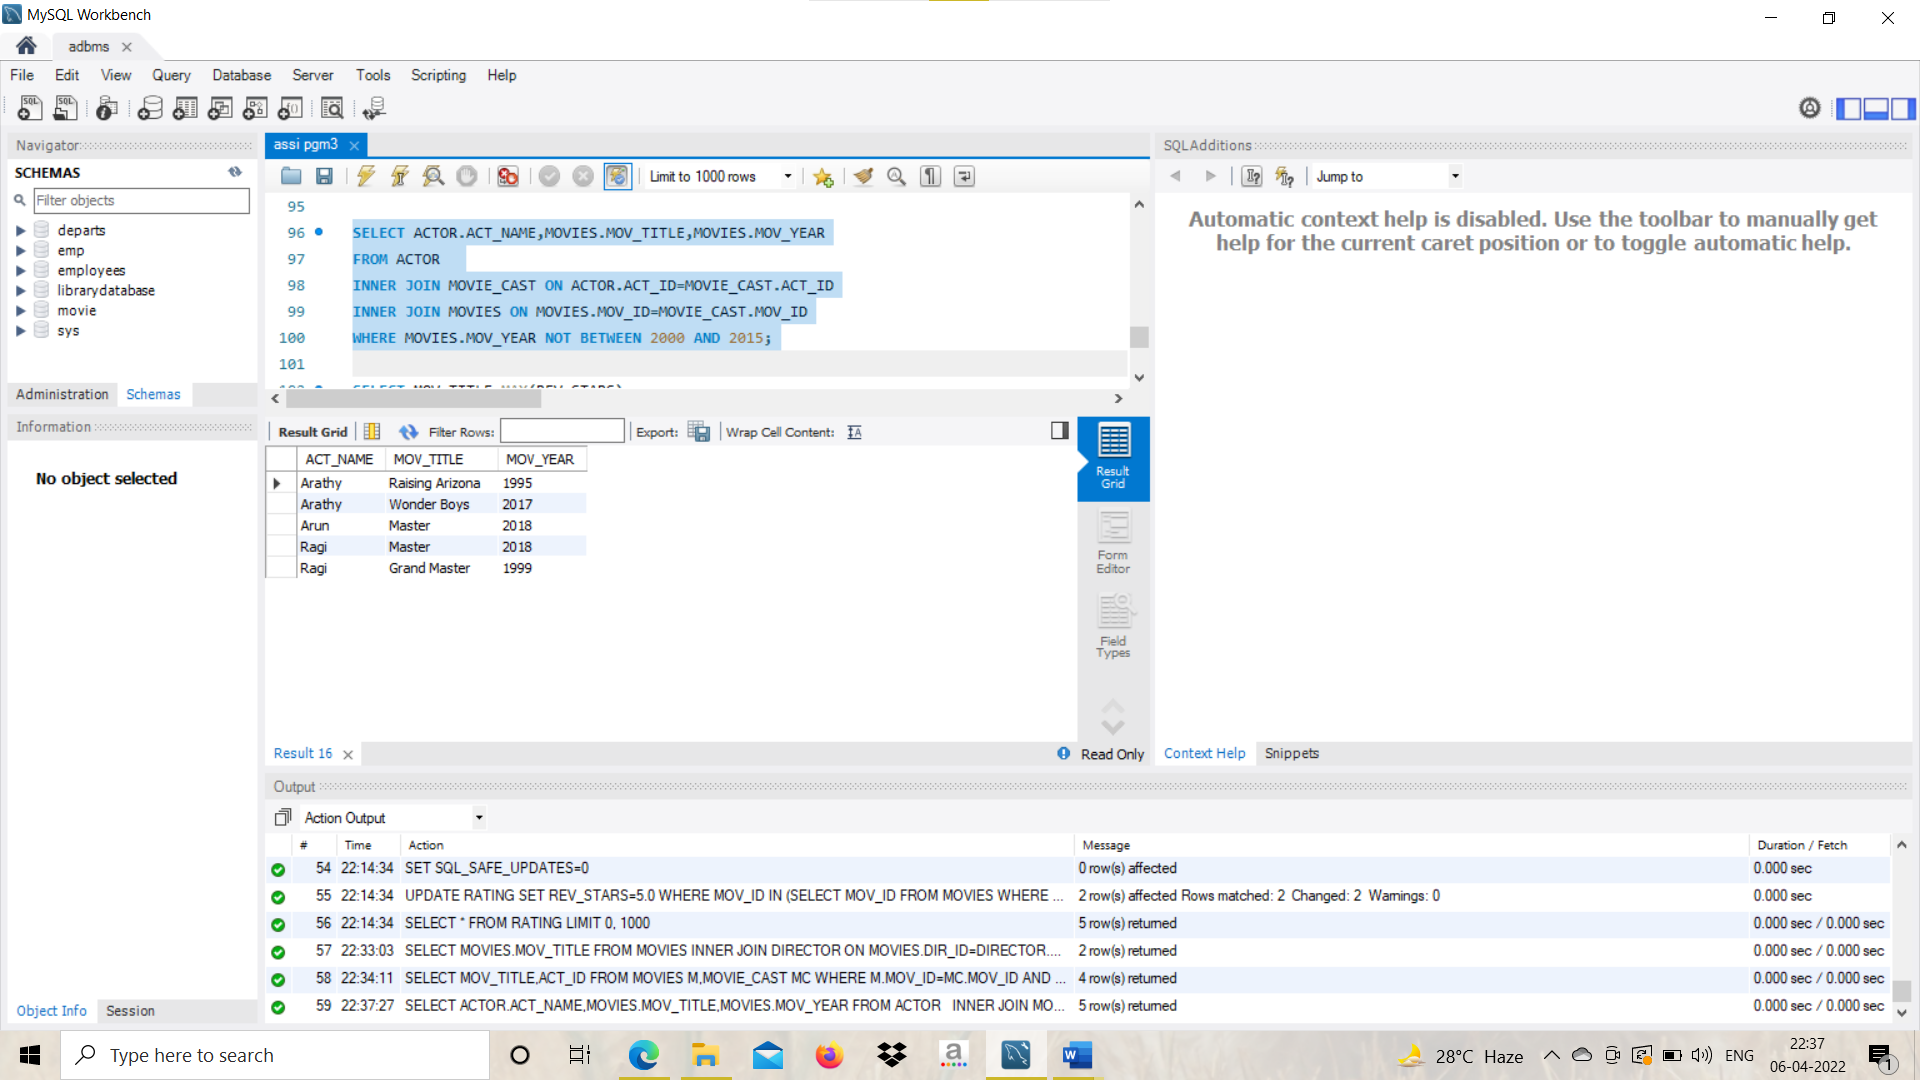 MySQL Workbench
adbms
File Edit View Query Database Server Tools Scripting Help
Navigator
SCHEMAS
Filter objects
departs
emp
employees
librarydatabase
movie
sys
Administration Schemas
Information
No object selected
Object Info Session
assi pgm3
Limit to 1000 rows
95
96 SELECT ACTOR.ACT_NAME,MOVIES.MOV_TITLE,MOVIES.MOV_YEAR
97 FROM ACTOR
98 INNER JOIN MOVIE_CAST ON ACTOR.ACT_ID=MOVIE_CAST.ACT_ID
99 INNER JOIN MOVIES ON MOVIES.MOV_ID=MOVIE_CAST.MOV_ID
100 WHERE MOVIES.MOV_YEAR NOT BETWEEN 2000 AND 2015;
101
Result Grid Filter Rows: Export: Wrap Cell Content:
ACT_NAME MOV_TITLE MOV_YEAR
Arathy Raising Arizona 1995
Arathy Wonder Boys 2017
Arun Master 2018
Ragi Master 2018
Ragi Grand Master 1999
Result
Grid
Form
Editor
Field
Types
Result 16
Read Only
SQLAdditions
Jump to
Automatic context help is disabled. Use the toolbar to manually get
help for the current caret position or to toggle automatic help.
Context Help Snippets
Output
Action Output
# Time Action Message Duration / Fetch
54 22:14:34 SET SQL_SAFE_UPDATES=0 0 row(s) affected 0.000 sec
55 22:14:34 UPDATE RATING SET REV_STARS=5.0 WHERE MOV_ID IN (SELECT MOV_ID FROM MOVIES WHERE ... 2 row(s) affected Rows matched: 2 Changed: 2 Warnings: 0 0.000 sec
56 22:14:34 SELECT * FROM RATING LIMIT 0, 1000 5 row(s) returned 0.000 sec / 0.000 sec
57 22:33:03 SELECT MOVIES.MOV_TITLE FROM MOVIES INNER JOIN DIRECTOR ON MOVIES.DIR_ID=DIRECTOR.... 2 row(s) returned 0.000 sec / 0.000 sec
58 22:34:11 SELECT MOV_TITLE,ACT_ID FROM MOVIES M,MOVIE_CAST MC WHERE M.MOV_ID=MC.MOV_ID AND ... 4 row(s) returned 0.000 sec / 0.000 sec
59 22:37:27 SELECT ACTOR.ACT_NAME,MOVIES.MOV_TITLE,MOVIES.MOV_YEAR FROM ACTOR INNER JOIN MO... 5 row(s) returned 0.000 sec / 0.000 sec
Type here to search
28°C Haze
ENG
22:37
06-04-2022
1